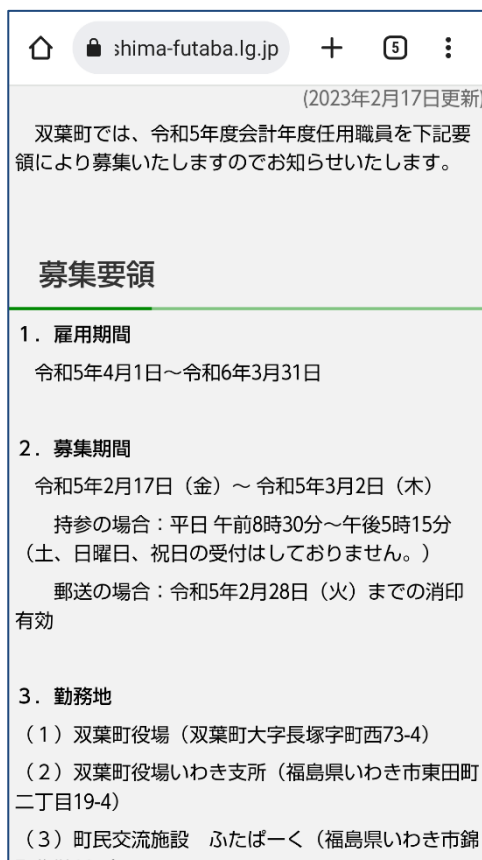 shima-futaba.lg.jp
5
(2023年2月17日更新)
双葉町では、令和5年度会計年度任用職員を下記要
領により募集いたしますのでお知らせいたします。
募集要領
1．雇用期間
令和5年4月1日～令和6年3月31日
2．募集期間
令和5年2月17日（金）～ 令和5年3月2日（木）
持参の場合：平日 午前8時30分～午後5時15分
（土、日曜日、祝日の受付はしておりません。）
郵送の場合：令和5年2月28日（火）までの消印
有効
3．勤務地
（1）双葉町役場（双葉町大字長塚字町西73-4）
（2）双葉町役場いわき支所（福島県いわき市東田町
二丁目19-4）
（3）町民交流施設　ふたぱーく（福島県いわき市錦